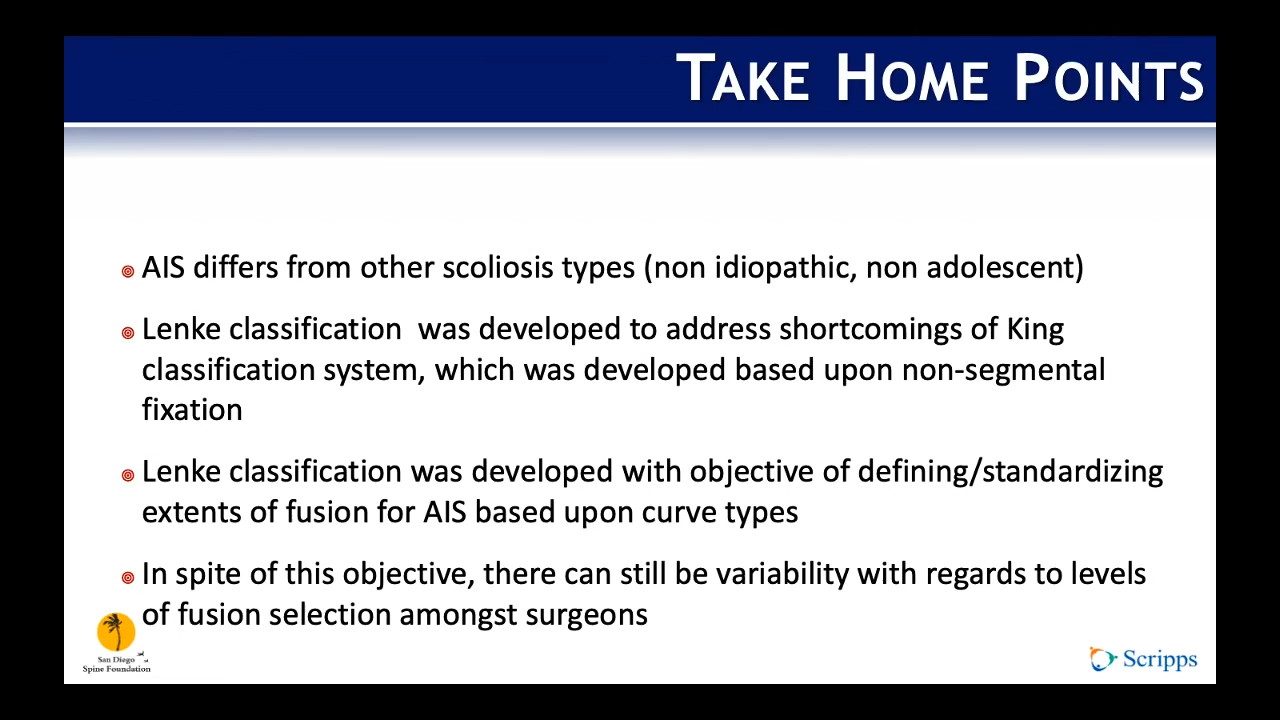 TAKE HOME POINTS
AIS differs from other scoliosis types (non idiopathic, non adolescent)
Lenke classification  was developed to address shortcomings of King
classification system, which was developed based upon non-segmental
fixation
Lenke classification was developed with objective of defining/standardizing
extents of fusion for AIS based upon curve types
In spite of this objective, there can still be variability with regards to levels
of fusion selection amongst surgeons
San Diego
Spine Foundation
Scripps